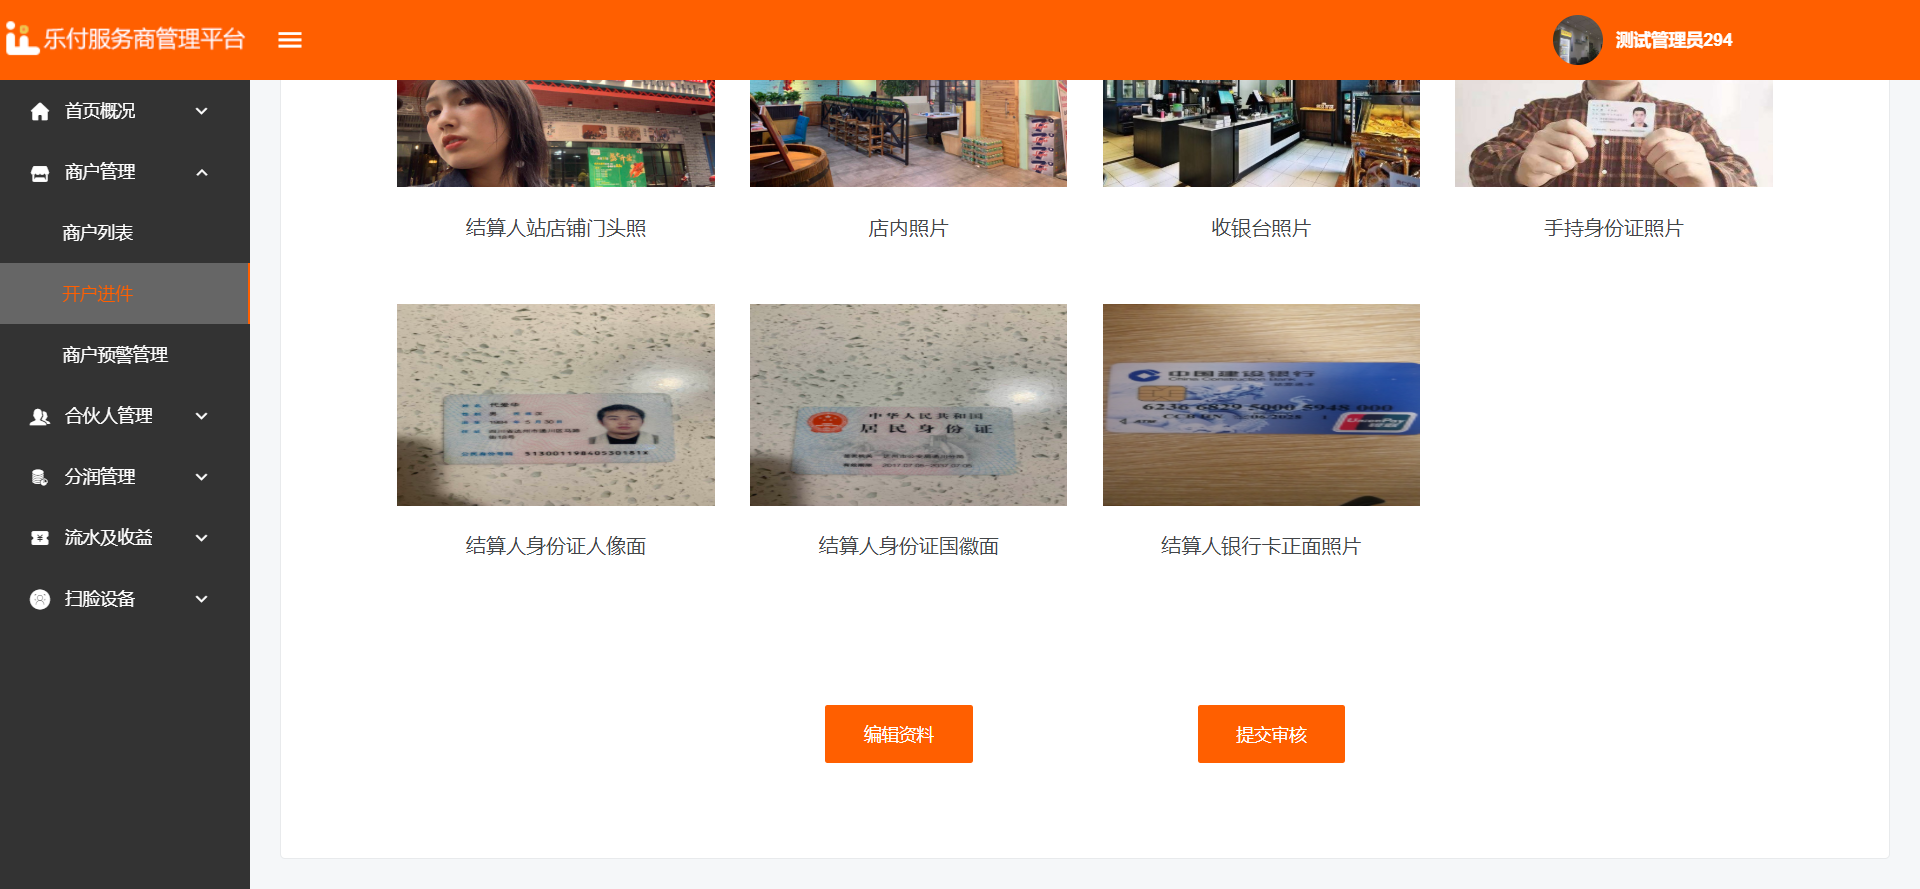 乐付服务商管理平台
测试管理员294
首页概况
商户管理
商户列表
开户进件
商户预警管理
合伙人管理
分润管理
流水及收益
扫脸设备
结算人站店铺门头照
店内照片
收银台照片
手持身份证照片
中华人民共和国
居民身份证
中国建设银行
China Construction Bank
ATM
UnionPay
结算人身份证人像面
结算人身份证国徽面
结算人银行卡正面照片
编辑资料
提交审核